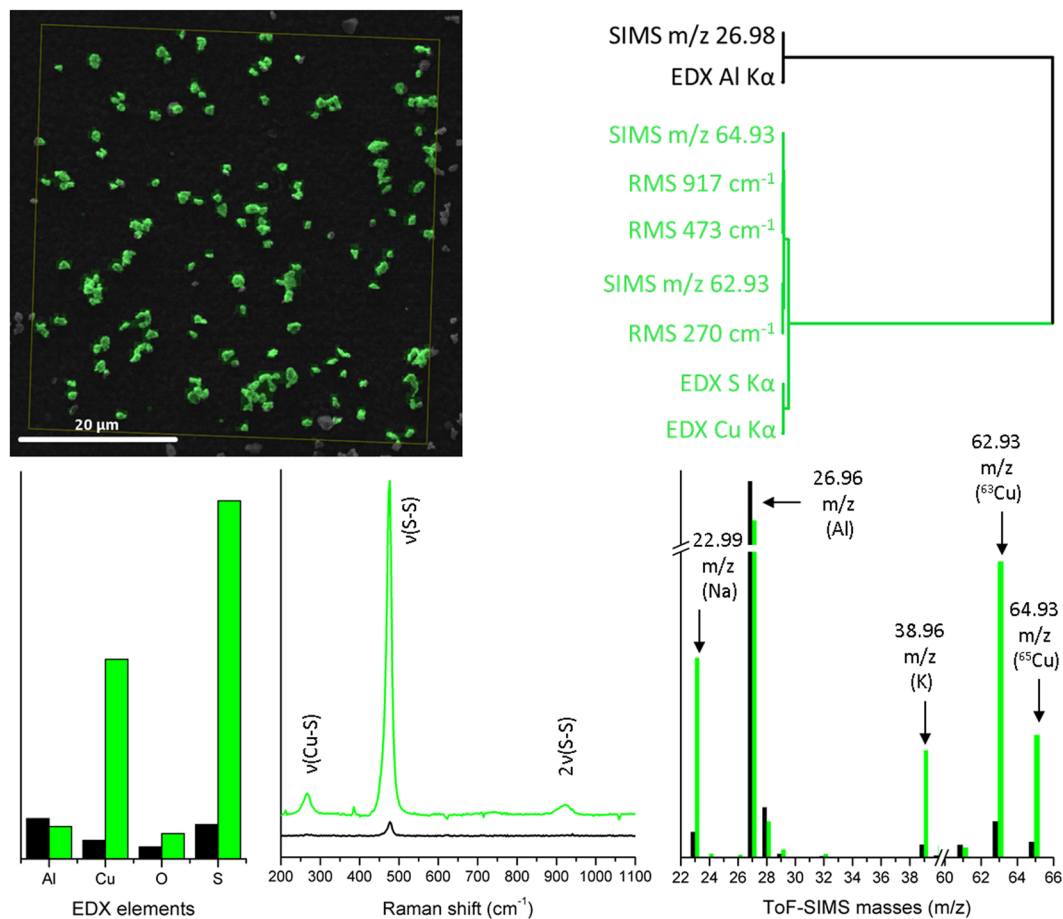 20 µm
SIMS m/z 26.98
EDX Al Kα
SIMS m/z 64.93
RMS 917 cm⁻¹
RMS 473 cm⁻¹
SIMS m/z 62.93
RMS 270 cm⁻¹
EDX S Kα
EDX Cu Kα
Al Cu O S
EDX elements
ν(Cu-S)
ν(S-S)
2ν(S-S)
200 300 400 500 600 700 800 900 1000 1100
Raman shift (cm⁻¹)
22.99
m/z
(Na)
26.96
m/z
(Al)
38.96
m/z
(K)
62.93
m/z
(⁶³Cu)
64.93
m/z
(⁶⁵Cu)
22 24 26 28 30 32 34 36 38 60 62 64 66
ToF-SIMS masses (m/z)